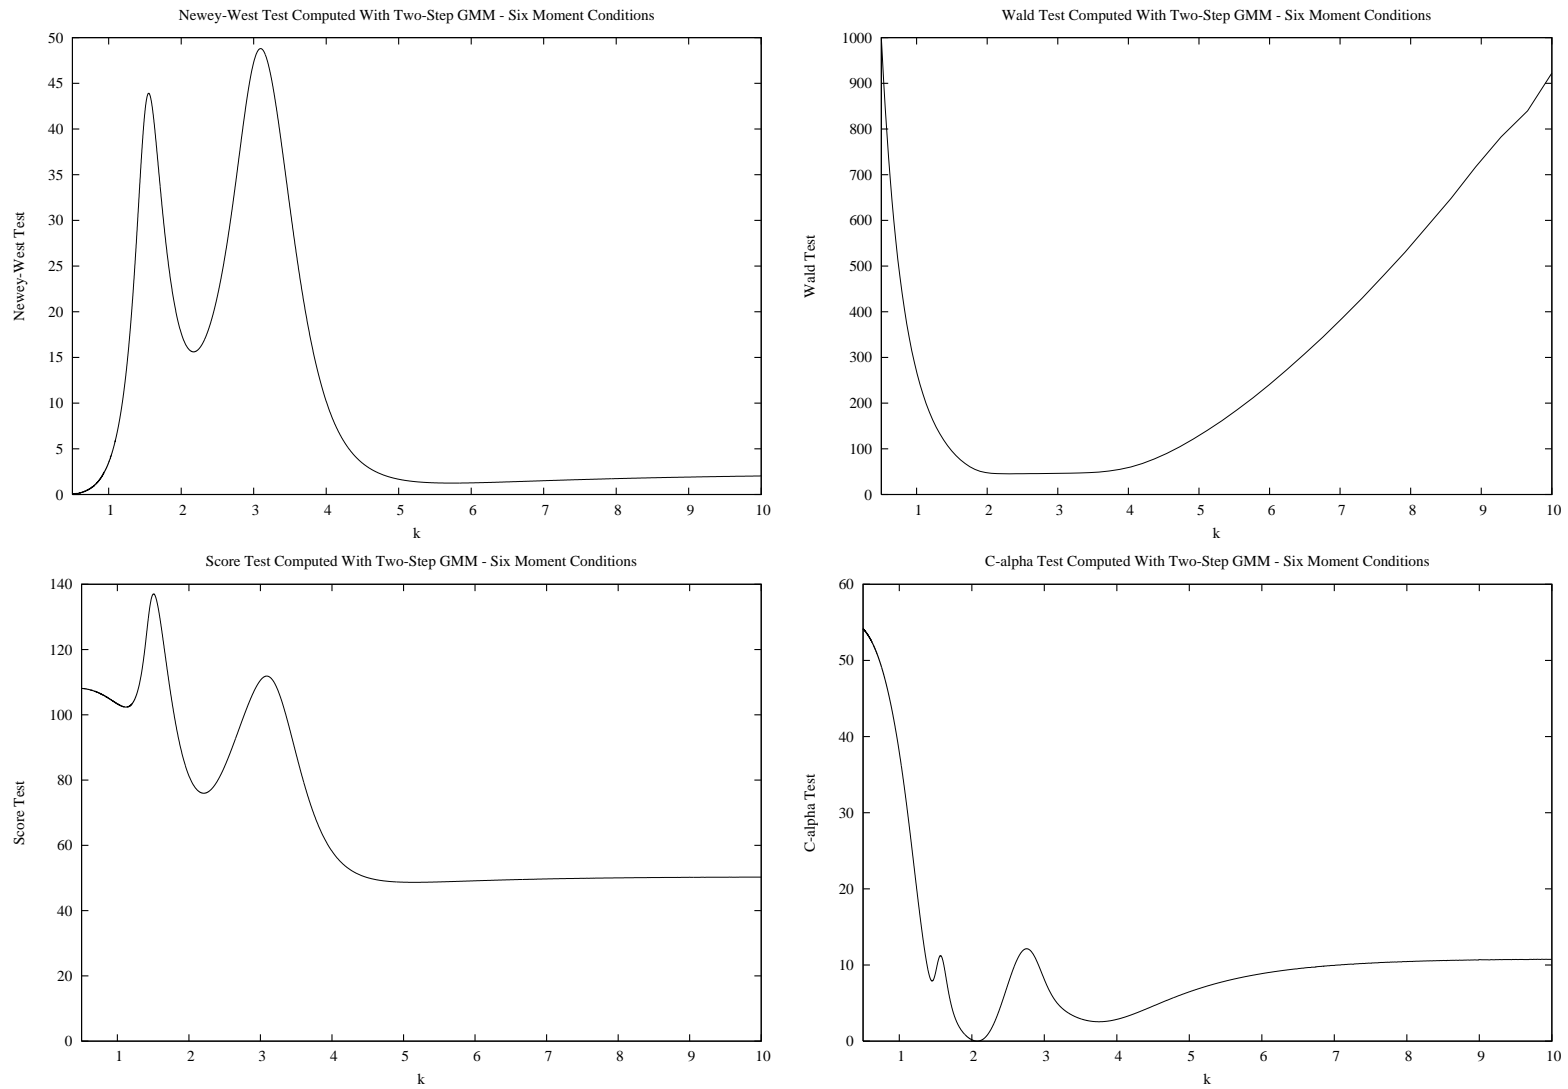 Newey-West Test Computed With Two-Step GMM - Six Moment Conditions
50
45
40
35
30
25
20
15
10
5
0
Newey-West Test
1 2 3 4 5 6 7 8 9 10
k
Wald Test Computed With Two-Step GMM - Six Moment Conditions
1000
900
800
700
600
500
400
300
200
100
0
Wald Test
1 2 3 4 5 6 7 8 9 10
k
Score Test Computed With Two-Step GMM - Six Moment Conditions
140
120
100
80
60
40
20
0
Score Test
1 2 3 4 5 6 7 8 9 10
k
C-alpha Test Computed With Two-Step GMM - Six Moment Conditions
60
50
40
30
20
10
0
C-alpha Test
1 2 3 4 5 6 7 8 9 10
k